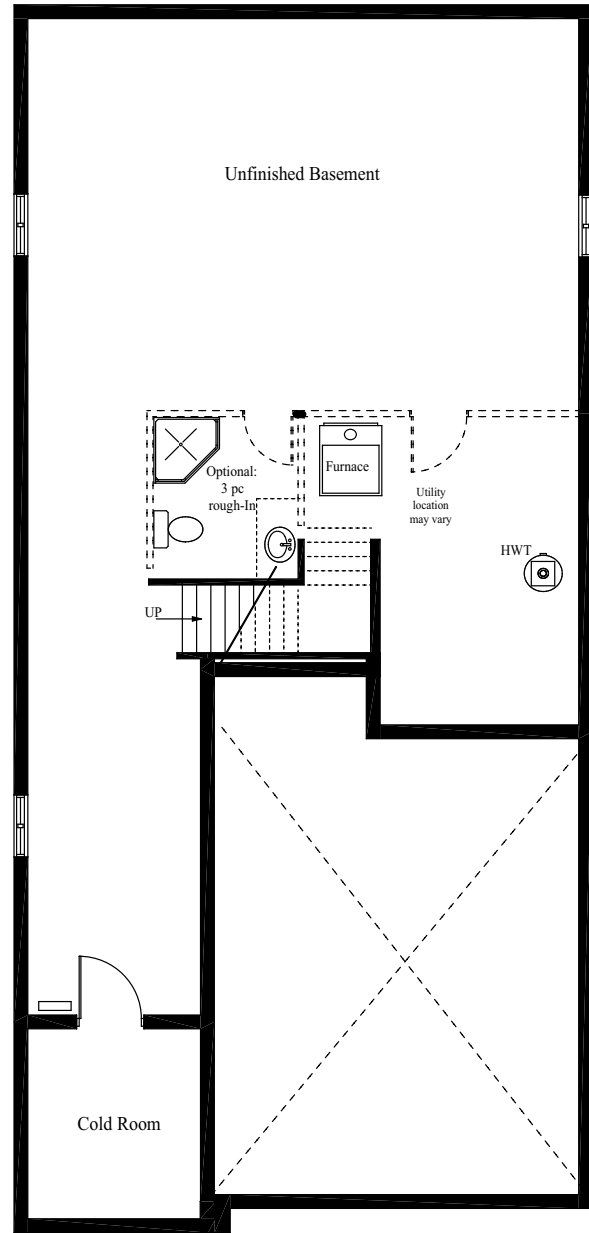 Unfinished Basement
Optional:
3 pc
rough-In
Furnace
Utility
location
may vary
HWT
UP
Cold Room